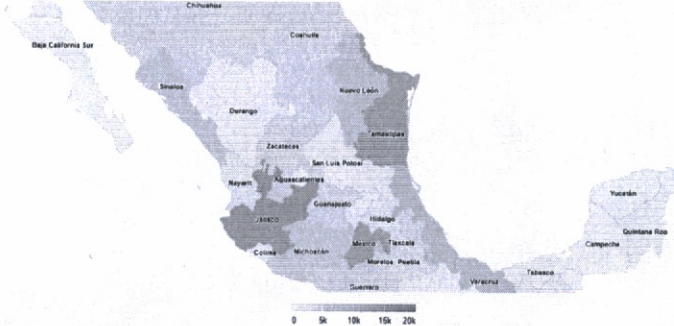 Chihuahua
Coahuila
Baja California Sur
Sinaloa
Nuevo León
Durango
Tamaulipas
Zacatecas
San Luis Potosí
Nayarit
Aguascalientes
Yucatán
Guanajuato
Jalisco
Hidalgo
Quintana Roo
México
Tlaxcala
Campeche
Colima
Michoacán
Morelos Puebla
Tabasco
Veracruz
Guerrero
0 5k 10k 15k 20k